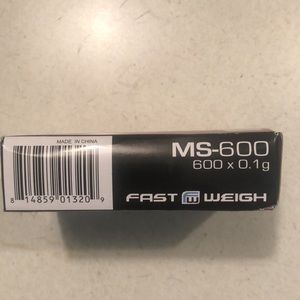 MADE IN CHINA
8 14859 01320 9
MS-600
600 x 0.1g
FAST WEIGH